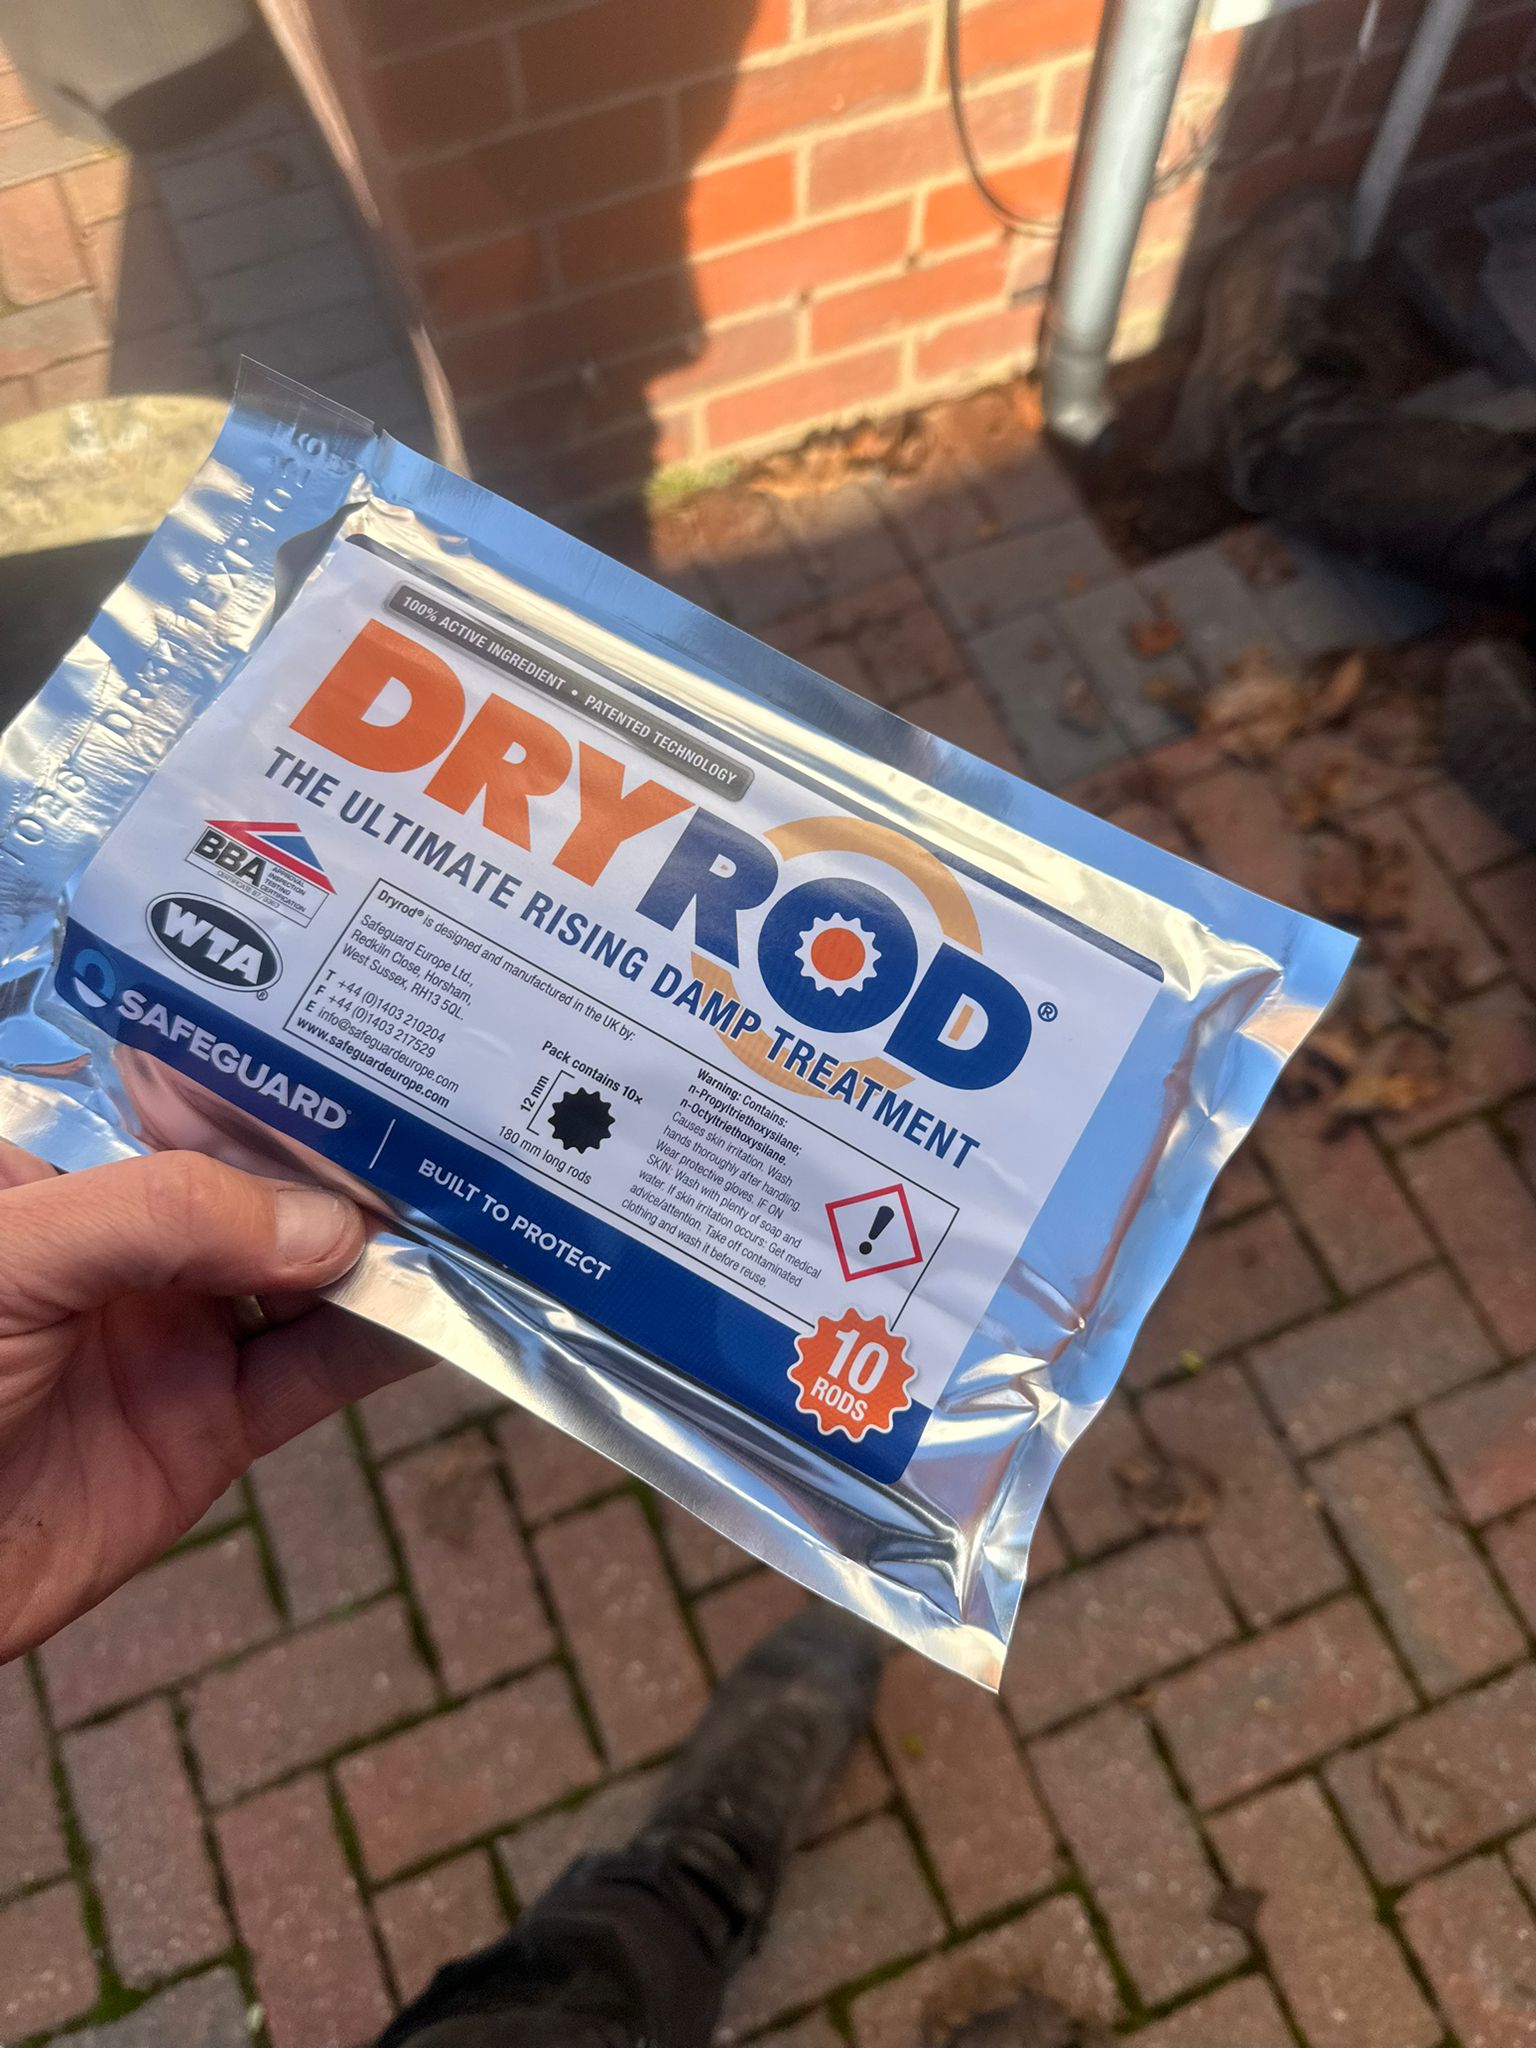 100% ACTIVE INGREDIENT • PATENTED TECHNOLOGY
DRYROD®
THE ULTIMATE RISING DAMP TREATMENT
BBA
APPROVAL
INSPECTION
TESTING
CERTIFICATION
WTA®
Dryrod® is designed and manufactured in the UK by:
Safeguard Europe Ltd.,
Redkiln Close, Horsham,
West Sussex, RH13 5QL.
T +44 (0)1403 210204
F +44 (0)1403 217529
E info@safeguardeurope.com
www.safeguardeurope.com
Pack contains 10x
12 mm
180 mm long rods
Warning: Contains:
n-Propyltriethoxysilane;
n-Octyltriethoxysilane.
Causes skin irritation. Wash
hands thoroughly after handling.
Wear protective gloves. IF ON
SKIN: Wash with plenty of soap and
water. If skin irritation occurs: Get medical
advice/attention. Take off contaminated
clothing and wash it before reuse.
!
SAFEGUARD®
BUILT TO PROTECT
10
RODS